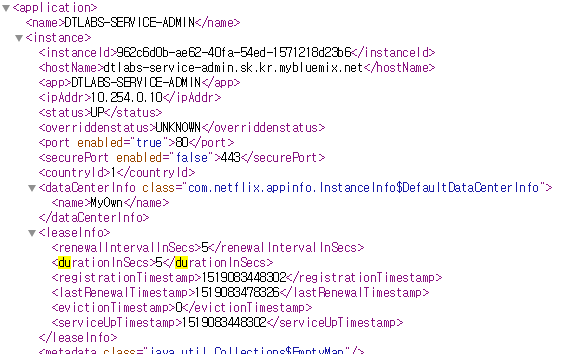 <application>
<name>DTLABS-SERVICE-ADMIN</name>
<instance>
<instanceId>962c6d0b-ae62-40fa-54ed-1571218d23b6</instanceId>
<hostName>dtlabs-service-admin.sk.kr.mybluemix.net</hostName>
<app>DTLABS-SERVICE-ADMIN</app>
<ipAddr>10.254.0.10</ipAddr>
<status>UP</status>
<overriddenstatus>UNKNOWN</overriddenstatus>
<port enabled="true">80</port>
<securePort enabled="false">443</securePort>
<countryId>1</countryId>
<dataCenterInfo class="com.netflix.appinfo.InstanceInfo$DefaultDataCenterInfo">
<name>MyOwn</name>
</dataCenterInfo>
<leaseInfo>
<renewalIntervalInSecs>5</renewalIntervalInSecs>
<durationInSecs>5</durationInSecs>
<registrationTimestamp>1519083448302</registrationTimestamp>
<lastRenewalTimestamp>1519083478326</lastRenewalTimestamp>
<evictionTimestamp>0</evictionTimestamp>
<serviceUpTimestamp>1519083448302</serviceUpTimestamp>
</leaseInfo>
<metadata class="java.util.Collections$EmptyMap"/>